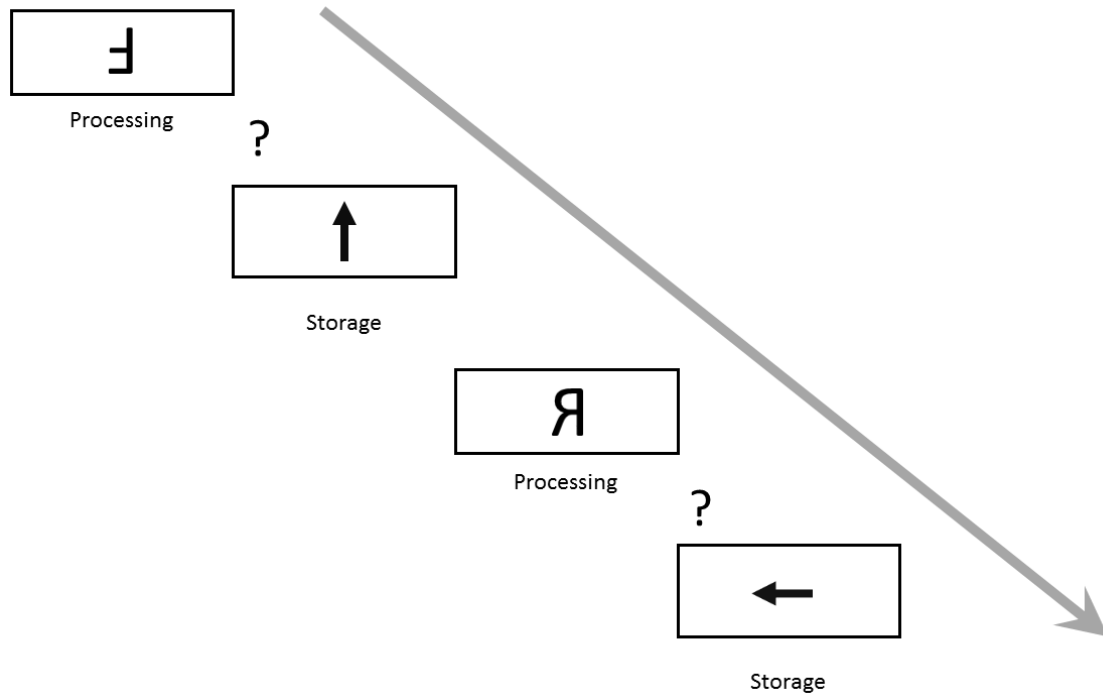 Ⅎ
Processing
?
Storage
Я
Processing
?
Storage